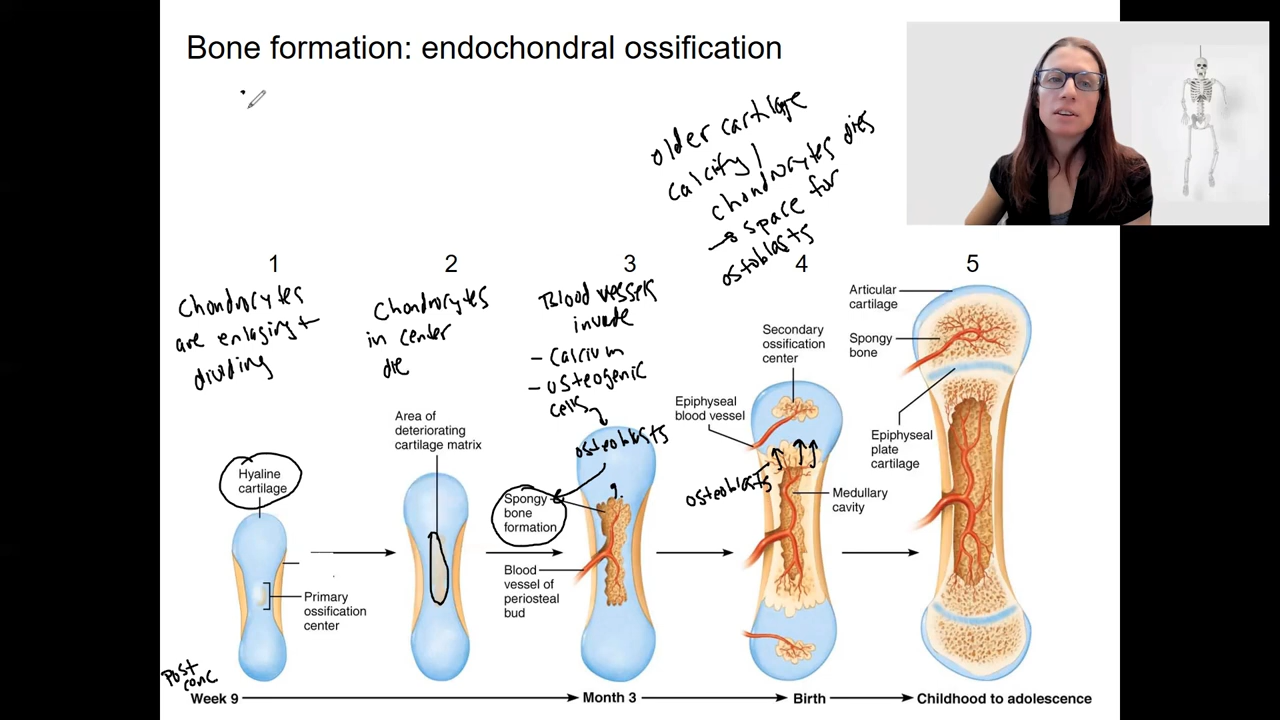 Bone formation: endochondral ossification
older cartilage
calcify /
chondrocytes dies
→ space for
ostoblasts
1
2
3
4
5
Chondrocytes
are enlaging +
dividing
Chondrocytes
in center
die
Blood vessels
invade
- Calcium
- Osteogenic
cells
osteoblasts
Hyaline
cartilage
Primary
ossification
center
Area of
deteriorating
cartilage matrix
Spongy
bone
formation
Blood
vessel of
periosteal
bud
Secondary
ossification
center
Epiphyseal
blood vessel
osteoblasts
Medullary
cavity
Articular
cartilage
Spongy
bone
Epiphyseal
plate
cartilage
Post
conc
Week 9
Month 3
Birth
Childhood to adolescence